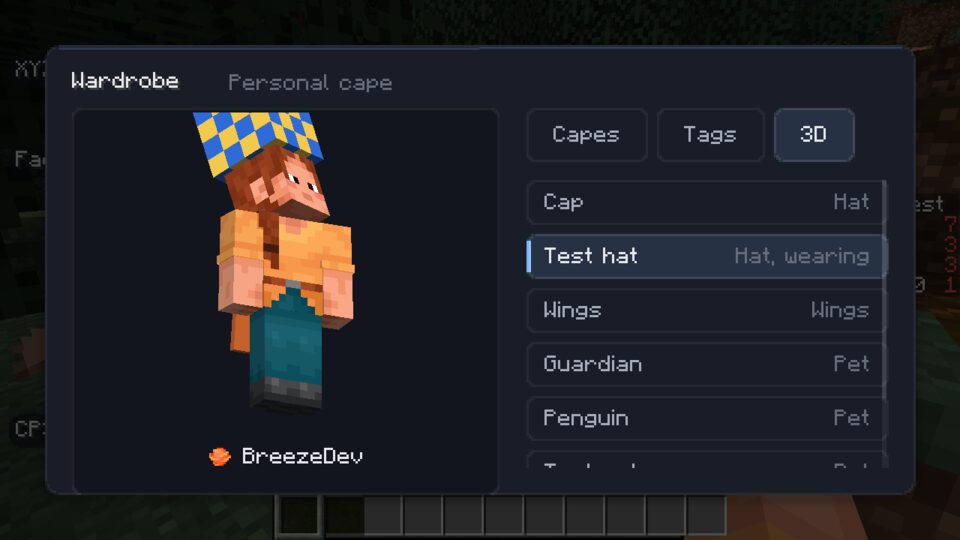 Wardrobe Personal cape
Capes Tags 3D
Cap Hat
Test hat Hat, wearing
Wings Wings
Guardian Pet
Penguin Pet
BreezeDev